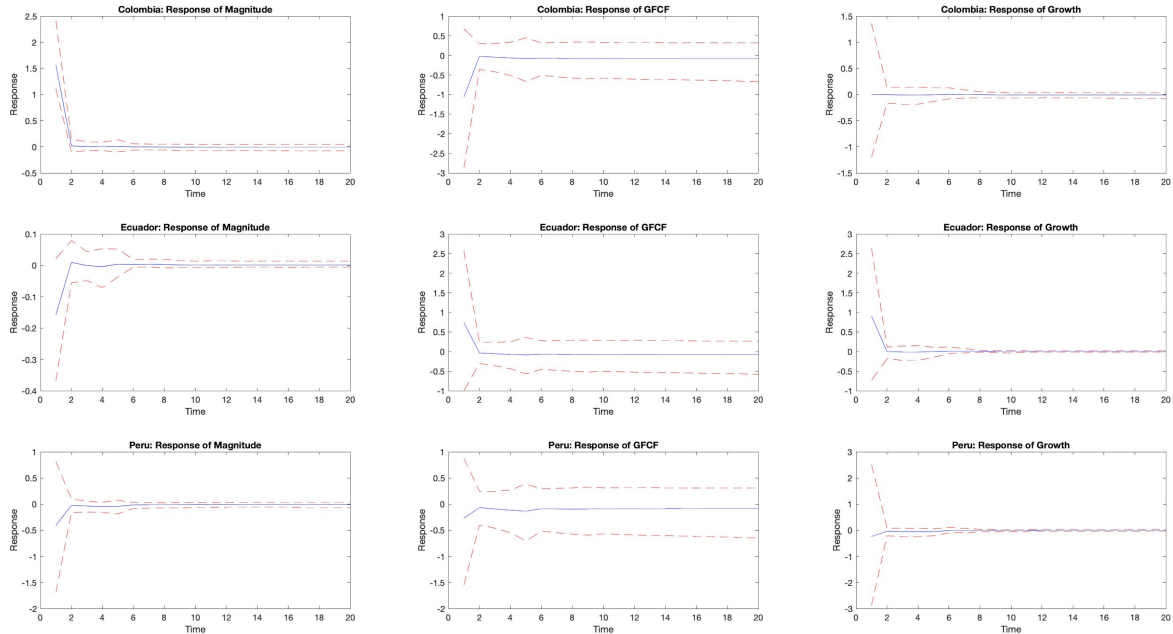 Colombia: Response of Magnitude
2.5
2
1.5
1
0.5
0
-0.5
Response
0 2 4 6 8 10 12 14 16 18 20
Time
Colombia: Response of GFCF
1
0.5
0
-0.5
-1
-1.5
-2
-2.5
-3
Response
0 2 4 6 8 10 12 14 16 18 20
Time
Colombia: Response of Growth
1.5
1
0.5
0
-0.5
-1
-1.5
Response
0 2 4 6 8 10 12 14 16 18 20
Time
Ecuador: Response of Magnitude
0.1
0
-0.1
-0.2
-0.3
-0.4
Response
0 2 4 6 8 10 12 14 16 18 20
Time
Ecuador: Response of GFCF
3
2.5
2
1.5
1
0.5
0
-0.5
-1
Response
0 2 4 6 8 10 12 14 16 18 20
Time
Ecuador: Response of Growth
3
2.5
2
1.5
1
0.5
0
-0.5
-1
Response
0 2 4 6 8 10 12 14 16 18 20
Time
Peru: Response of Magnitude
1
0.5
0
-0.5
-1
-1.5
-2
Response
0 2 4 6 8 10 12 14 16 18 20
Time
Peru: Response of GFCF
1
0.5
0
-0.5
-1
-1.5
-2
Response
0 2 4 6 8 10 12 14 16 18 20
Time
Peru: Response of Growth
3
2
1
0
-1
-2
-3
Response
0 2 4 6 8 10 12 14 16 18 20
Time